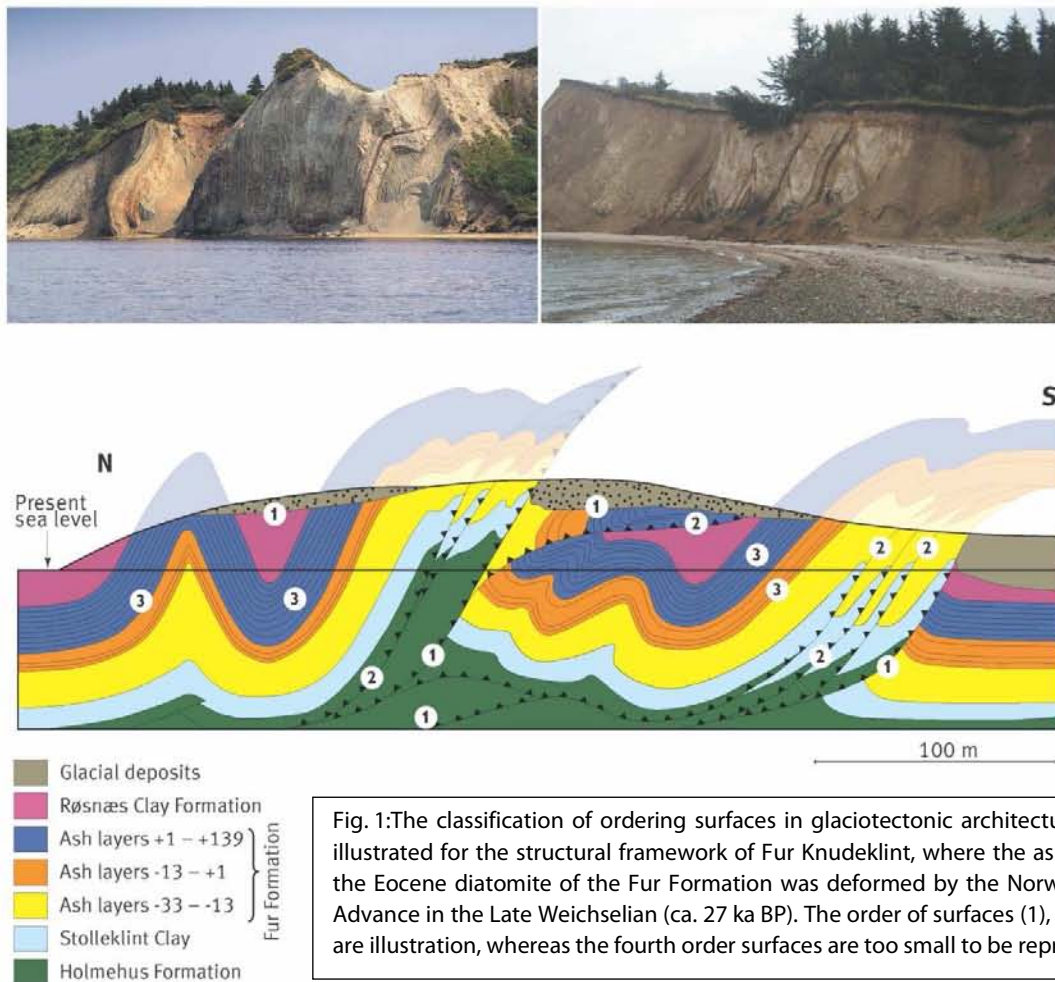 S
N
Present
sea level
1
2
1
3
2
2
3
3
3
1
2
2
1
1
100 m
Glacial deposits
Røsnæs Clay Formation
Ash layers +1 – +139
Ash layers -13 – +1
Ash layers -33 – -13
Fur Formation
Stolleklint Clay
Holmehus Formation
Fig. 1:The classification of ordering surfaces in glaciotectonic architectu
illustrated for the structural framework of Fur Knudeklint, where the as
the Eocene diatomite of the Fur Formation was deformed by the Norw
Advance in the Late Weichselian (ca. 27 ka BP). The order of surfaces (1),
are illustration, whereas the fourth order surfaces are too small to be repr